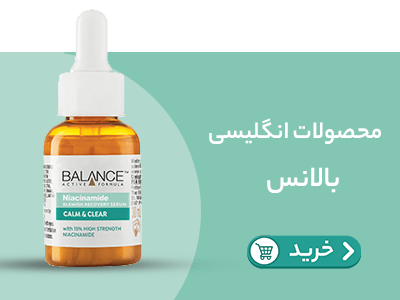 محصولات انگلیسی
بالانس
خرید
BALANCE
ACTIVE FORMULA
Niacinamide
BLEMISH RECOVERY SERUM
CALM & CLEAR
with 15% HIGH STRENGTH
NIACINAMIDE